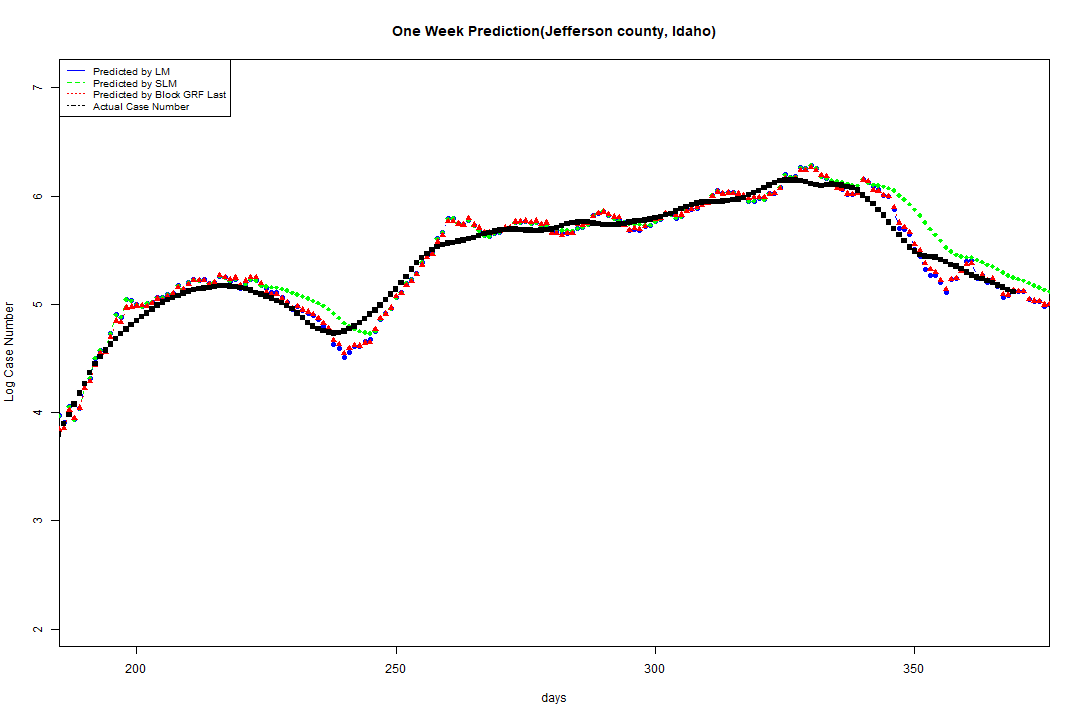 One Week Prediction(Jefferson county, Idaho)
Predicted by LM
Predicted by SLM
Predicted by Block GRF Last
Actual Case Number
7
6
5
4
3
2
Log Case Number
200 250 300 350
days